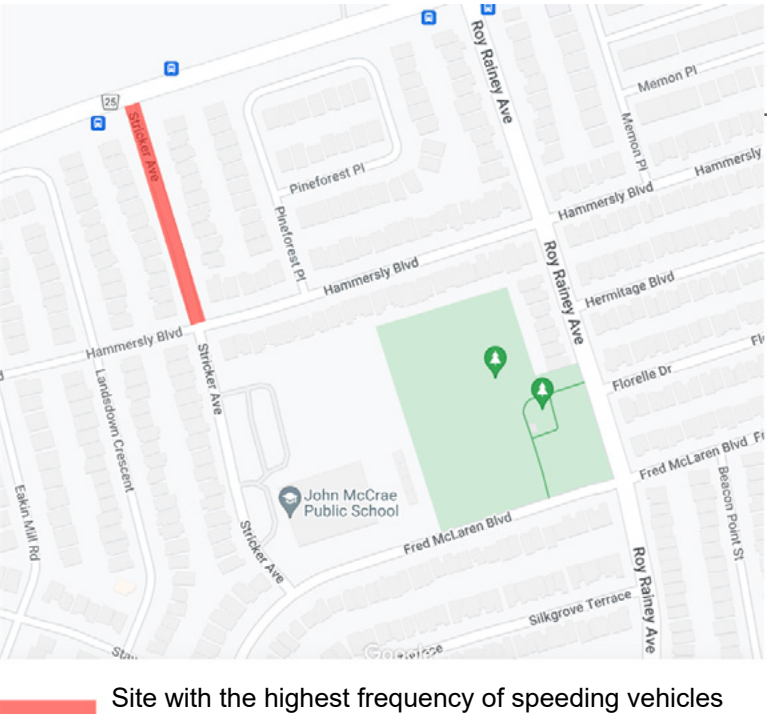 Roy Rainey Ave
25
Memon Pl
Stricker Ave
Memon Pl
Hammersly
Pineforest Pl
Hammersly Blvd
Pineforest Pl
Roy Rainey Ave
Hammersly Blvd
Hermitage Blvd
Hammersly Blvd
Stricker Ave
Florelle Dr
Landsdown Crescent
Fred McLaren Blvd
Beacon Point St
Eakin Mill Rd
John McCrae
Public School
Fred McLaren Blvd
Stricker Ave
Roy Rainey Ave
Silkgrove Terrace
Google
Site with the highest frequency of speeding vehicles